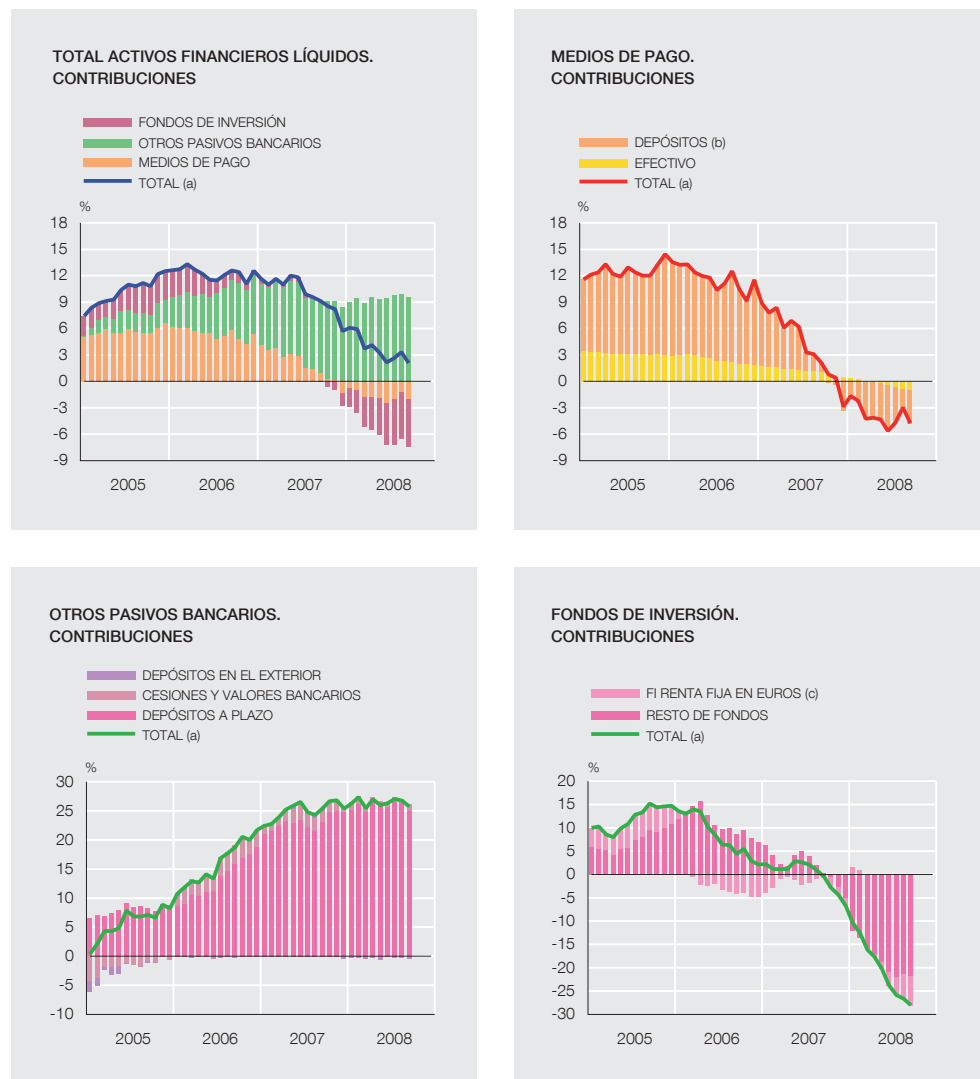 TOTAL ACTIVOS FINANCIEROS LÍQUIDOS.
CONTRIBUCIONES
FONDOS DE INVERSIÓN
OTROS PASIVOS BANCARIOS
MEDIOS DE PAGO
TOTAL (a)
%
18
15
12
9
6
3
0
-3
-6
-9
2005 2006 2007 2008
MEDIOS DE PAGO.
CONTRIBUCIONES
DEPÓSITOS (b)
EFECTIVO
TOTAL (a)
%
18
15
12
9
6
3
0
-3
-6
-9
2005 2006 2007 2008
OTROS PASIVOS BANCARIOS.
CONTRIBUCIONES
DEPÓSITOS EN EL EXTERIOR
CESIONES Y VALORES BANCARIOS
DEPÓSITOS A PLAZO
TOTAL (a)
%
30
25
20
15
10
5
0
-5
-10
2005 2006 2007 2008
FONDOS DE INVERSIÓN.
CONTRIBUCIONES
FI RENTA FIJA EN EUROS (c)
RESTO DE FONDOS
TOTAL (a)
%
20
15
10
5
0
-5
-10
-15
-20
-25
-30
2005 2006 2007 2008